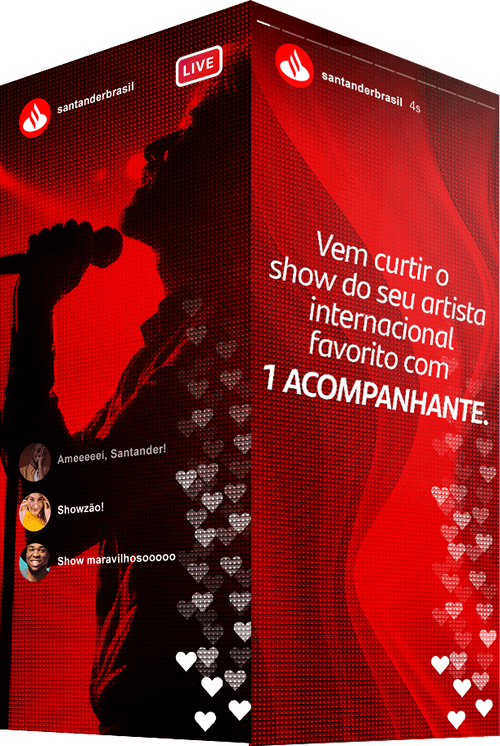 LIVE
santanderbrasil
Ameeeeei, Santander!
Showzão!
Show maravilhosooooo
santanderbrasil 4s
Vem curtir o
show do seu artista
internacional
favorito com
1 ACOMPANHANTE.